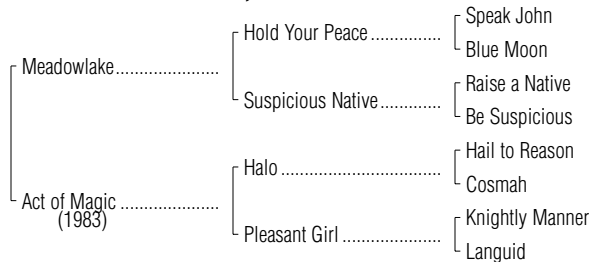 Speak John
Hold Your Peace ..............
Blue Moon
Meadowlake.....................
Raise a Native
Suspicious Native.............
Be Suspicious
Hail to Reason
Halo ................................
Cosmah
Act of Magic ....................
(1983)
Knightly Manner
Pleasant Girl ....................
Languid